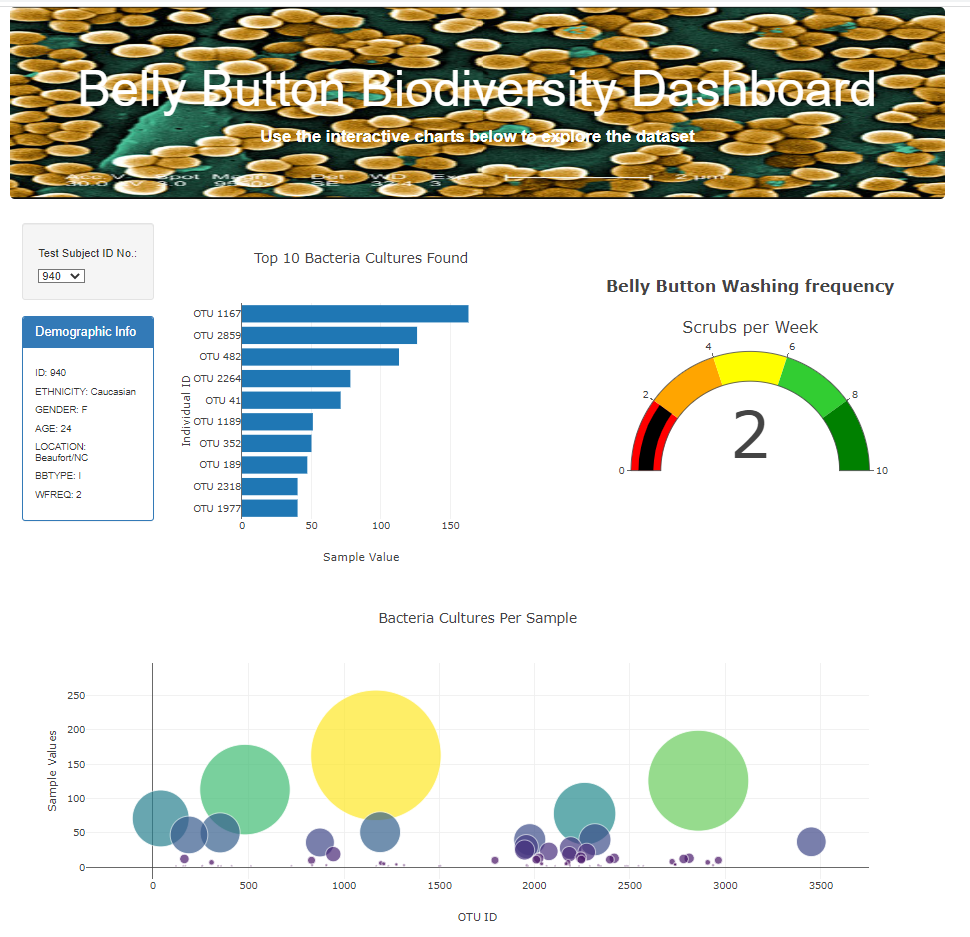 Belly Button Biodiversity Dashboard
Use the interactive charts below to explore the dataset
Test Subject ID No.:
940
Demographic Info
ID: 940
ETHNICITY: Caucasian
GENDER: F
AGE: 24
LOCATION:
Beaufort/NC
BBTYPE: I
WFREQ: 2
Top 10 Bacteria Cultures Found
Individual ID
OTU 1167
OTU 2859
OTU 482
OTU 2264
OTU 41
OTU 1189
OTU 352
OTU 189
OTU 2318
OTU 1977
0 50 100 150
Sample Value
Belly Button Washing frequency
Scrubs per Week
0 2 4 6 8 10
2
Bacteria Cultures Per Sample
Sample Values
250
200
150
100
50
0
0 500 1000 1500 2000 2500 3000 3500
OTU ID